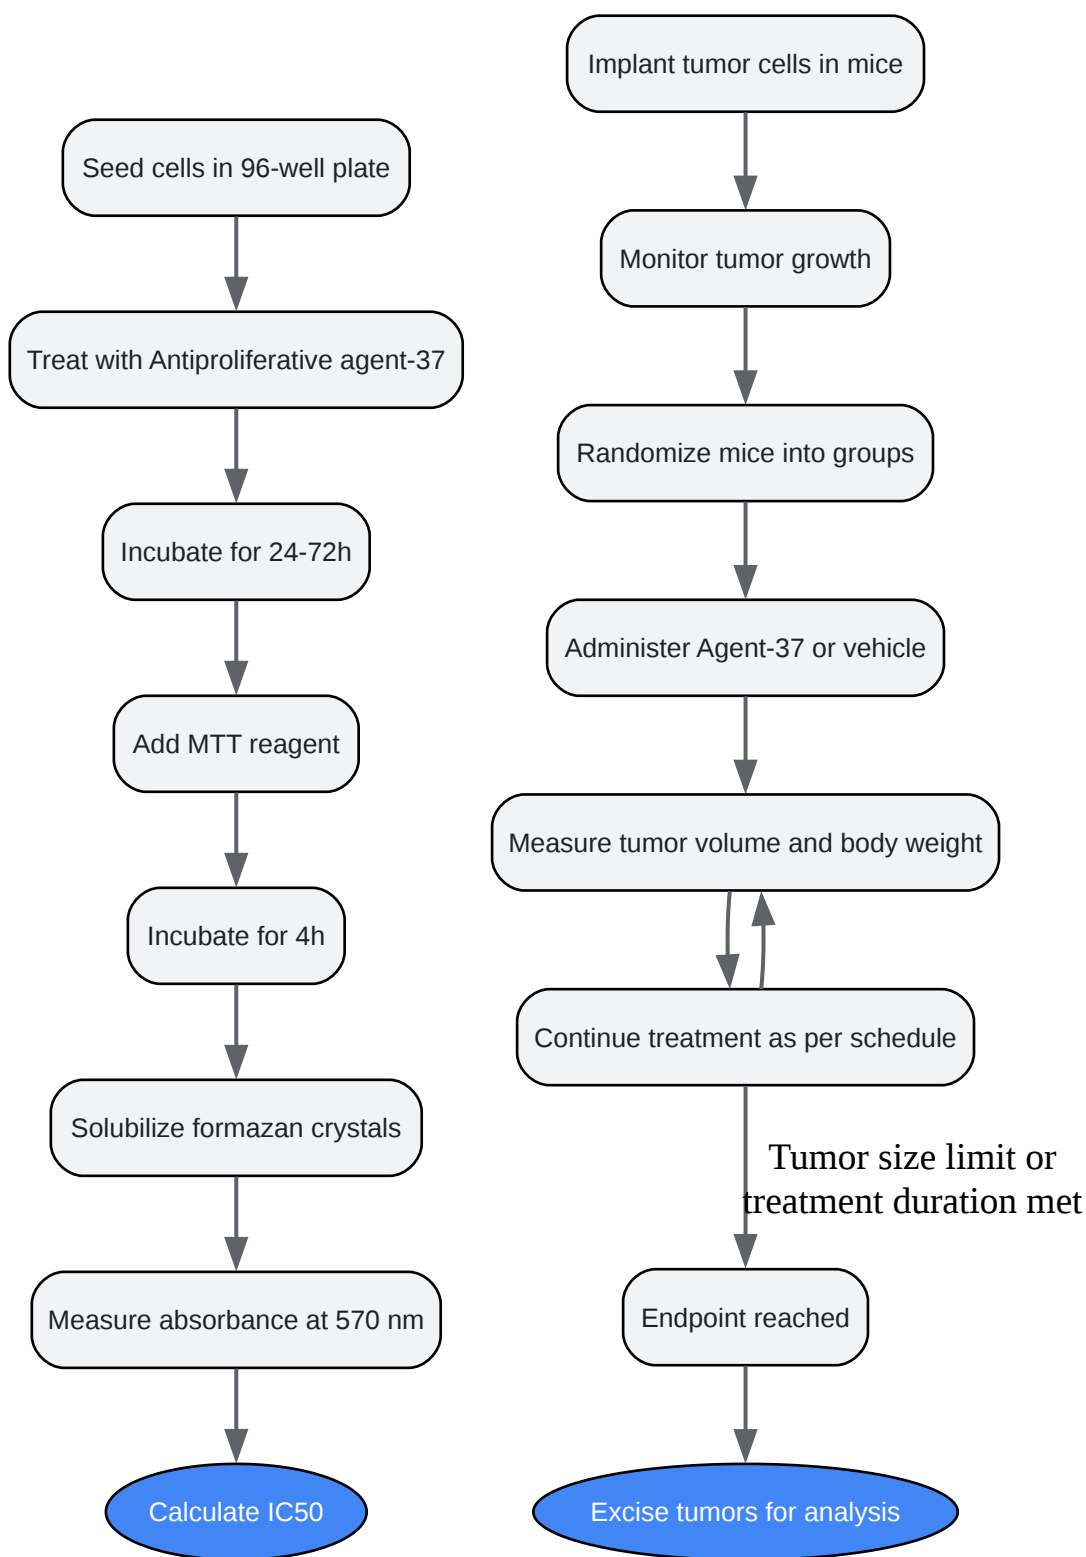 Seed cells in 96-well plate
Treat with Antiproliferative agent-37
Incubate for 24-72h
Add MTT reagent
Incubate for 4h
Solubilize formazan crystals
Measure absorbance at 570 nm
Calculate IC50
Implant tumor cells in mice
Monitor tumor growth
Randomize mice into groups
Administer Agent-37 or vehicle
Measure tumor volume and body weight
Continue treatment as per schedule
Tumor size limit or
treatment duration met
Endpoint reached
Excise tumors for analysis